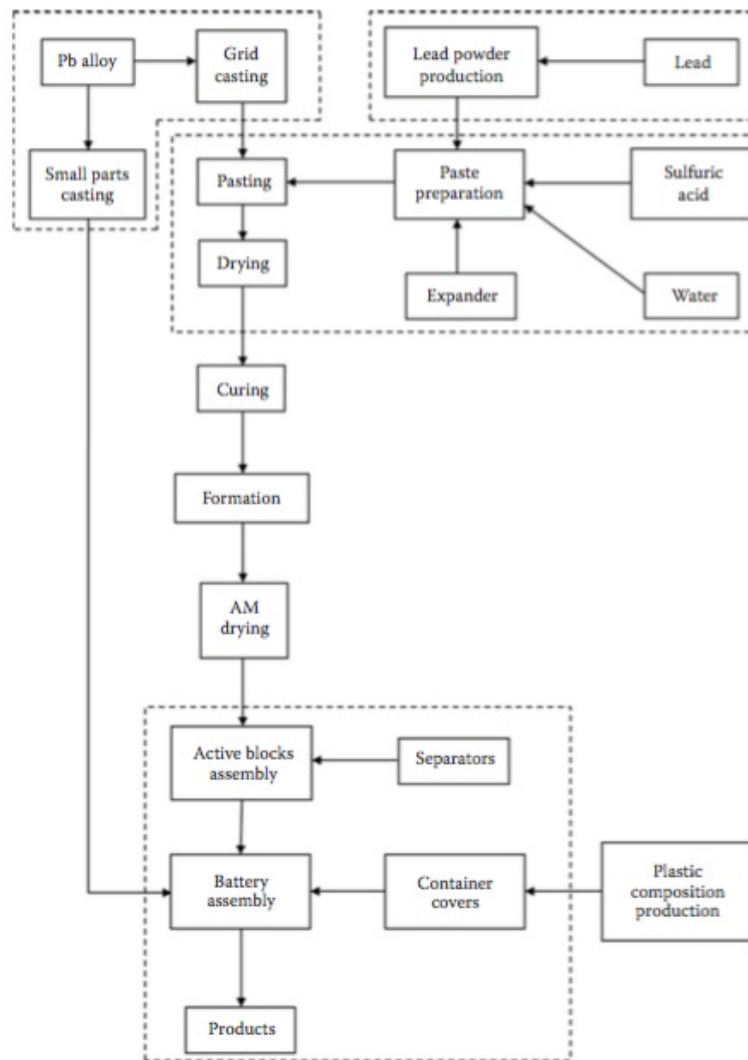 Pb alloy
Grid
casting
Lead powder
production
Lead
Small parts
casting
Pasting
Paste
preparation
Sulfuric
acid
Drying
Expander
Water
Curing
Formation
AM
drying
Active blocks
assembly
Separators
Battery
assembly
Container
covers
Plastic
composition
production
Products